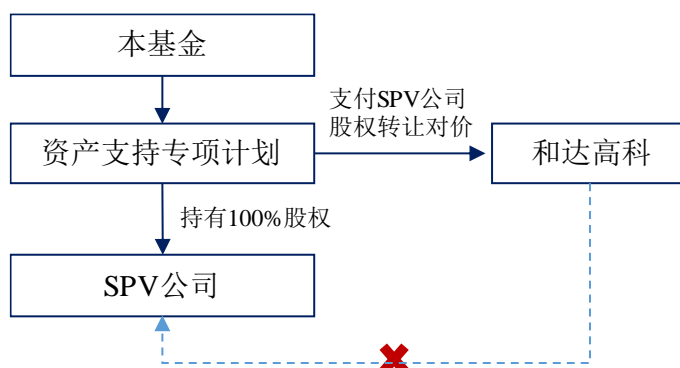 本基金
支付SPV公司
股权转让对价
资产支持专项计划
和达高科
持有100%股权
SPV公司